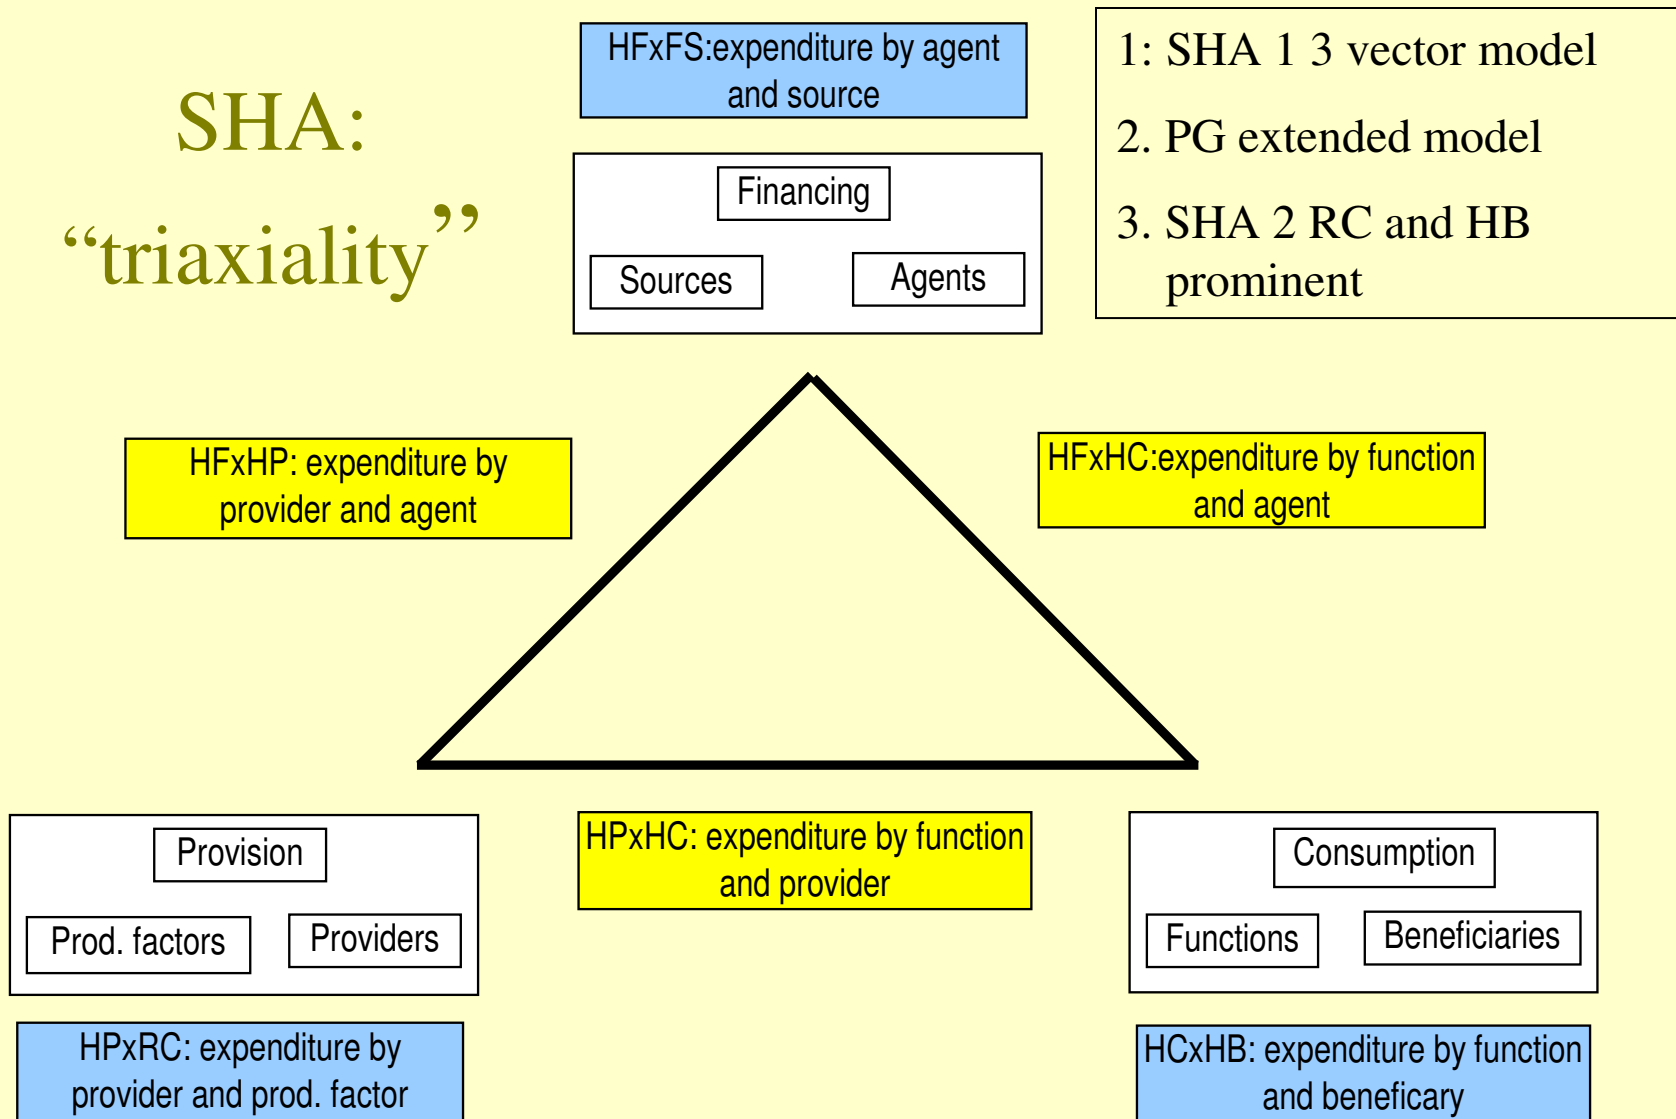 SHA:
“triaxiality”
HFxFS:expenditure by agent
and source
1: SHA 1 3 vector model
2. PG extended model
3. SHA 2 RC and HB
prominent
Financing
Sources
Agents
HFxHP: expenditure by
provider and agent
HFxHC:expenditure by function
and agent
Provision
Prod. factors
Providers
HPxHC: expenditure by function
and provider
Consumption
Functions
Beneficiaries
HPxRC: expenditure by
provider and prod. factor
HCxHB: expenditure by function
and beneficary